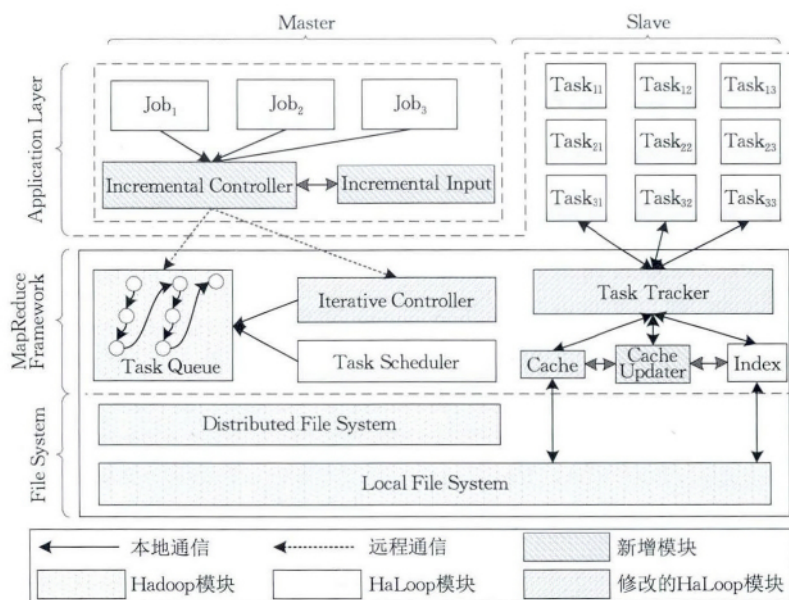 Master
Slave
Application Layer
Job₁
Job₂
Job₃
Task₁₁
Task₁₂
Task₁₃
Task₂₁
Task₂₂
Task₂₃
Incremental Controller
Incremental Input
Task₃₁
Task₃₂
Task₃₃
MapReduce
Framework
Iterative Controller
Task Tracker
Task Queue
Task Scheduler
Cache
Cache
Updater
Index
File System
Distributed File System
Local File System
本地通信
远程通信
新增模块
Hadoop模块
HaLoop模块
修改的HaLoop模块